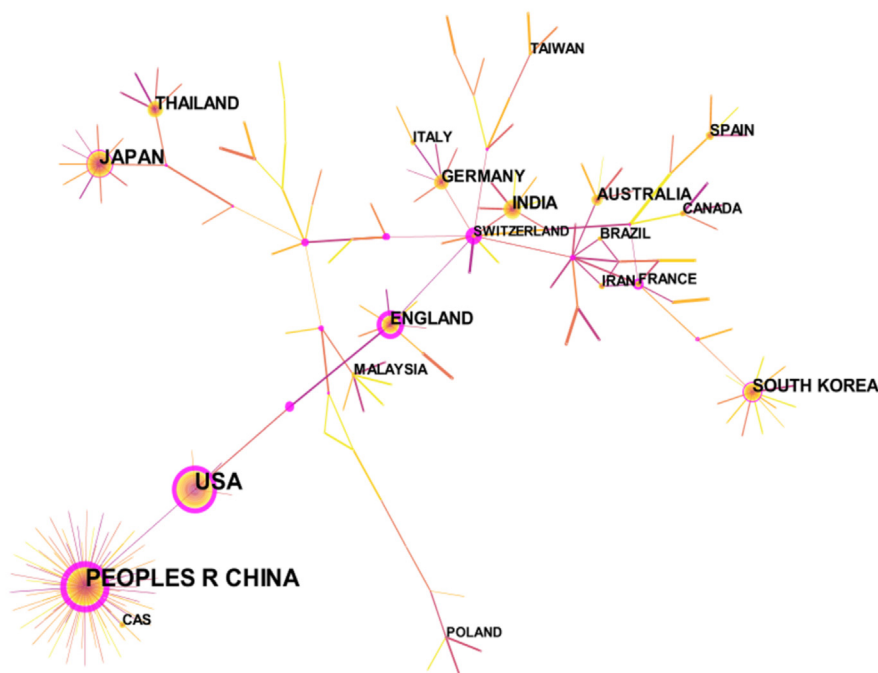 TAIWAN
THAILAND
SPAIN
ITALY
JAPAN
GERMANY
AUSTRALIA
INDIA
CANADA
SWITZERLAND
BRAZIL
IRAN
FRANCE
ENGLAND
MALAYSIA
SOUTH KOREA
USA
PEOPLES R CHINA
CAS
POLAND